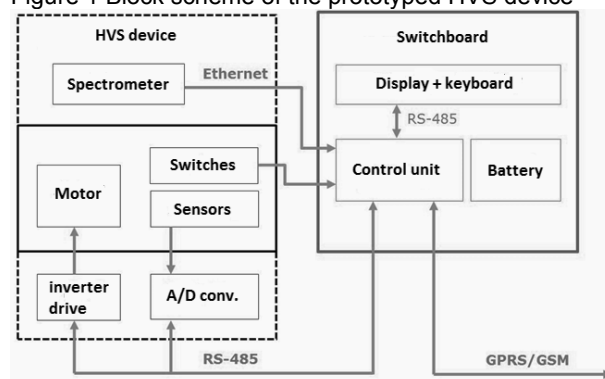 Figure 1 Block scheme of the prototyped HVS device
HVS device
Spectrometer
Ethernet
Switches
Motor
Sensors
inverter
drive
A/D conv.
RS-485
Switchboard
Display + keyboard
RS-485
Control unit
Battery
GPRS/GSM